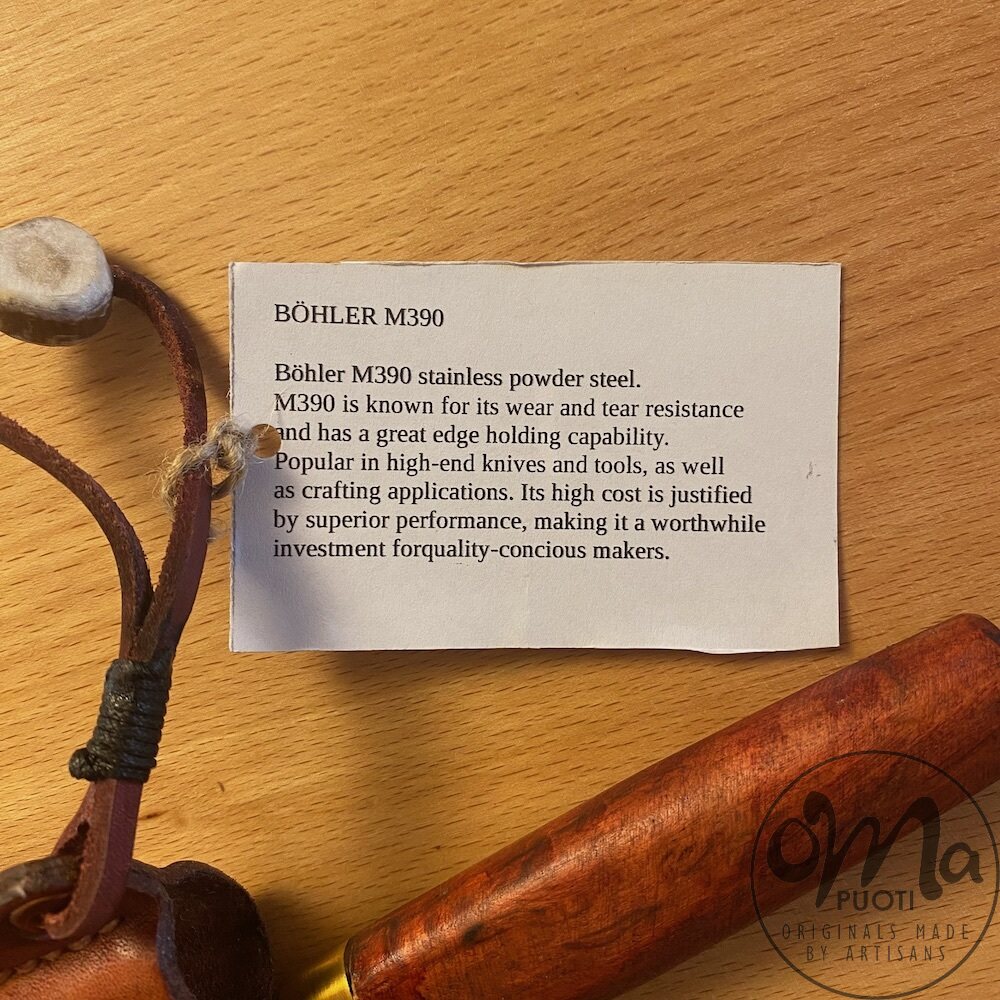 BÖHLER M390
Böhler M390 stainless powder steel.
M390 is known for its wear and tear resistance
and has a great edge holding capability.
Popular in high-end knives and tools, as well
as crafting applications. Its high cost is justified
by superior performance, making it a worthwhile
investment forquality-concious makers.
oma
PUOTI
ORIGINALS MADE
BY ARTISANS